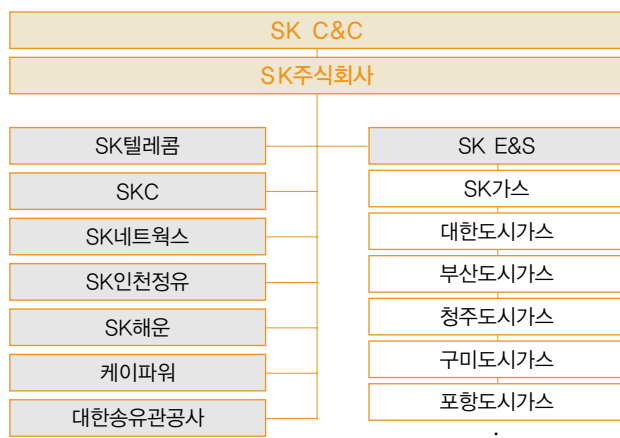 SK C&C
SK주식회사
SK텔레콤
SKC
SK네트웍스
SK인천정유
SK해운
케이파워
대한송유관공사
SK E&S
SK가스
대한도시가스
부산도시가스
청주도시가스
구미도시가스
포항도시가스
.